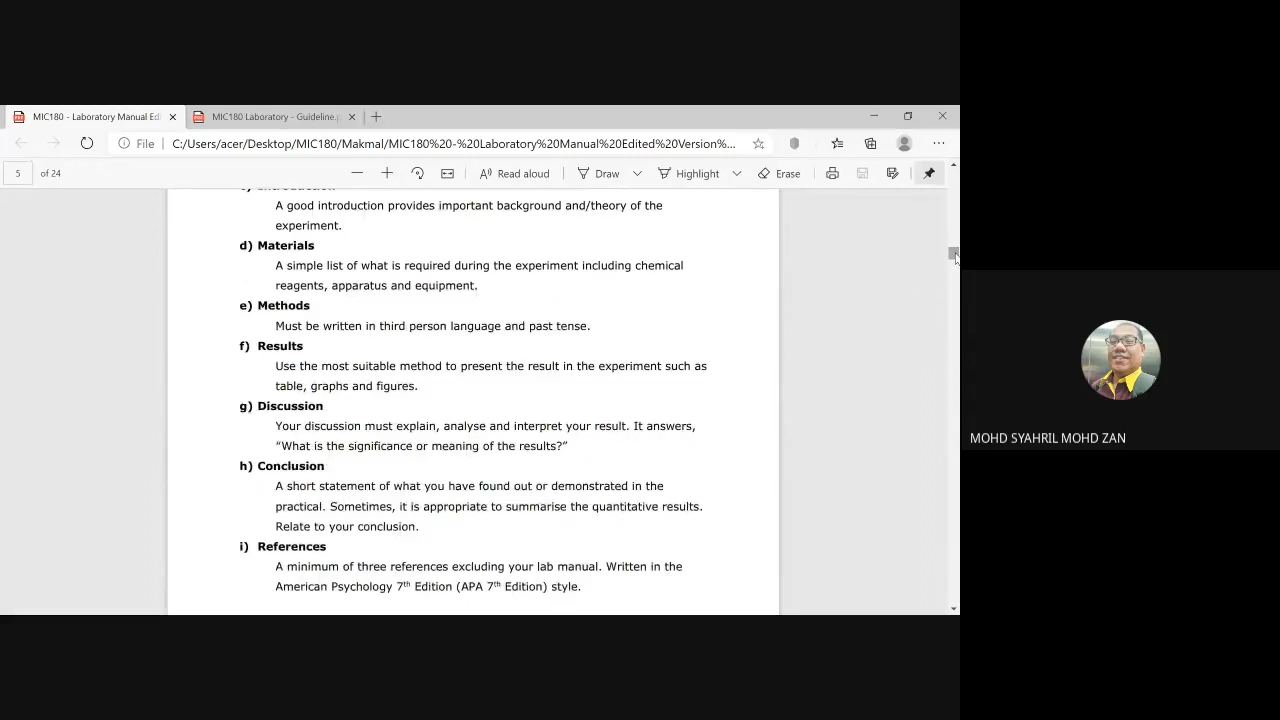 MIC180 - Laboratory Manual Edi
MIC180 Laboratory - Guideline.p
File
C:/Users/acer/Desktop/MIC180/Makmal/MIC180%20-%20Laboratory%20Manual%20Edited%20Version%...
5 of 24
Read aloud
Draw
Highlight
Erase
A good introduction provides important background and/theory of the
experiment.
d) Materials
A simple list of what is required during the experiment including chemical
reagents, apparatus and equipment.
e) Methods
Must be written in third person language and past tense.
f) Results
Use the most suitable method to present the result in the experiment such as
table, graphs and figures.
g) Discussion
Your discussion must explain, analyse and interpret your result. It answers,
“What is the significance or meaning of the results?”
h) Conclusion
A short statement of what you have found out or demonstrated in the
practical. Sometimes, it is appropriate to summarise the quantitative results.
Relate to your conclusion.
i) References
A minimum of three references excluding your lab manual. Written in the
American Psychology 7th Edition (APA 7th Edition) style.
MOHD SYAHRIL MOHD ZAN